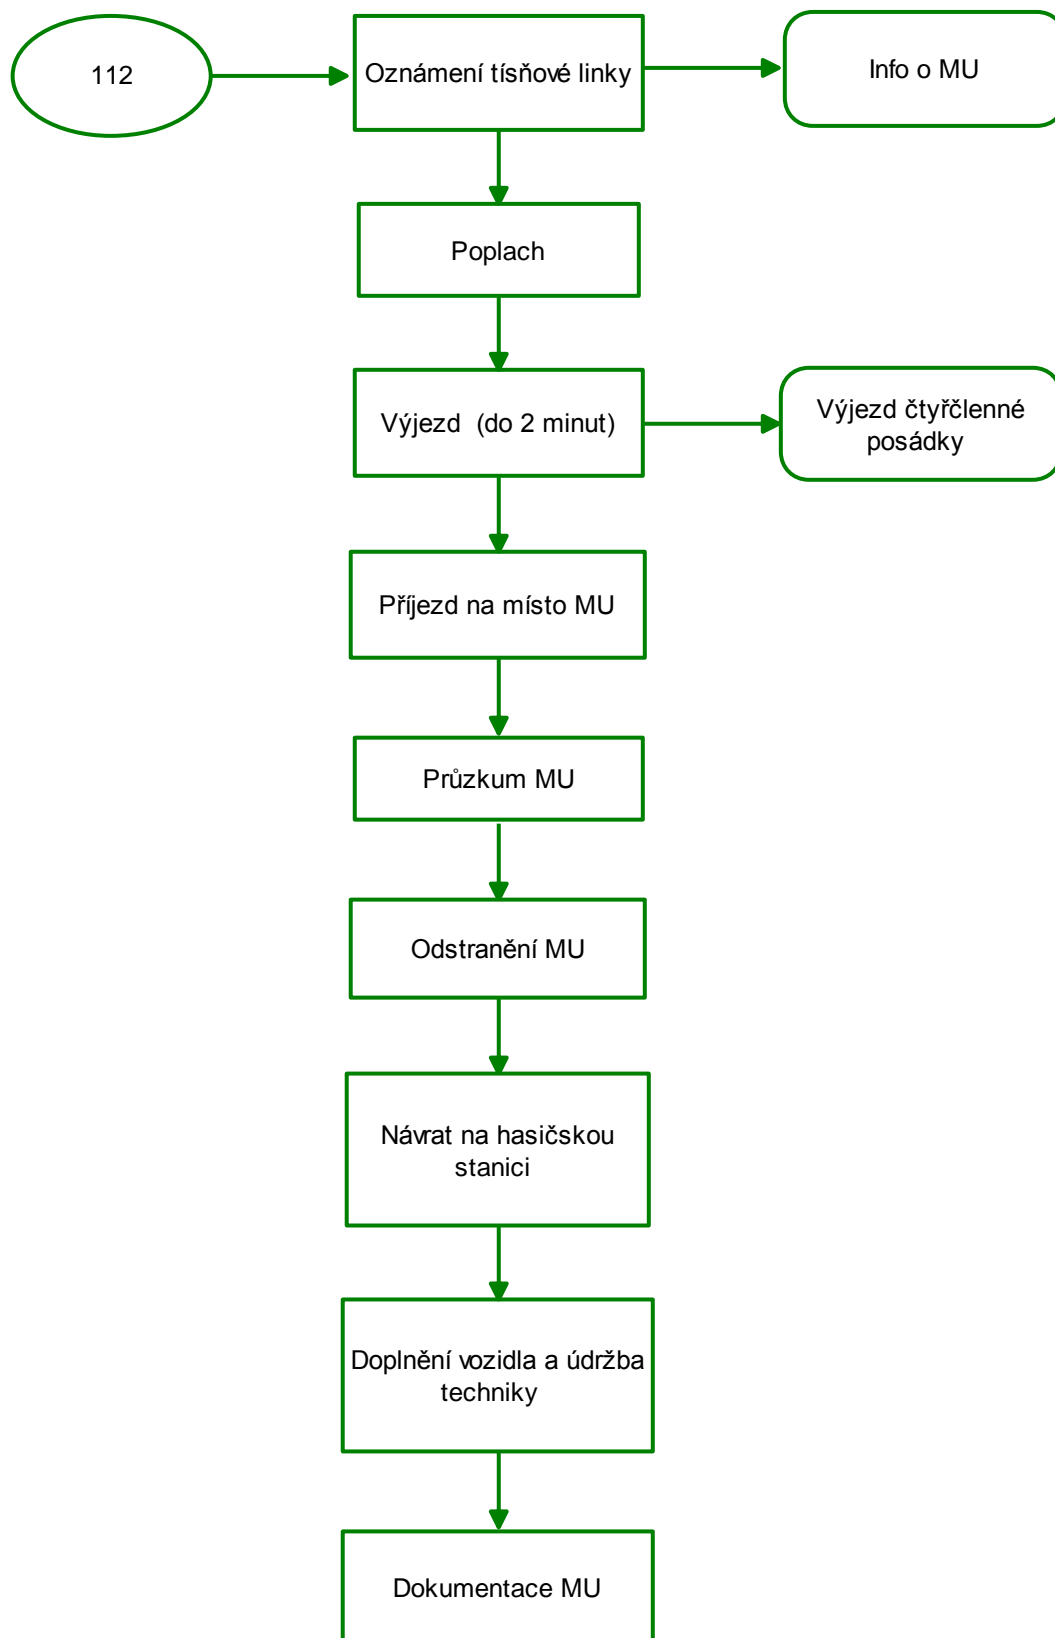 112
Oznámení tísňové linky
Info o MU
Poplach
Výjezd (do 2 minut)
Výjezd čtyřčlenné
posádky
Příjezd na místo MU
Průzkum MU
Odstranění MU
Návrat na hasičskou
stanici
Doplnění vozidla a údržba
techniky
Dokumentace MU